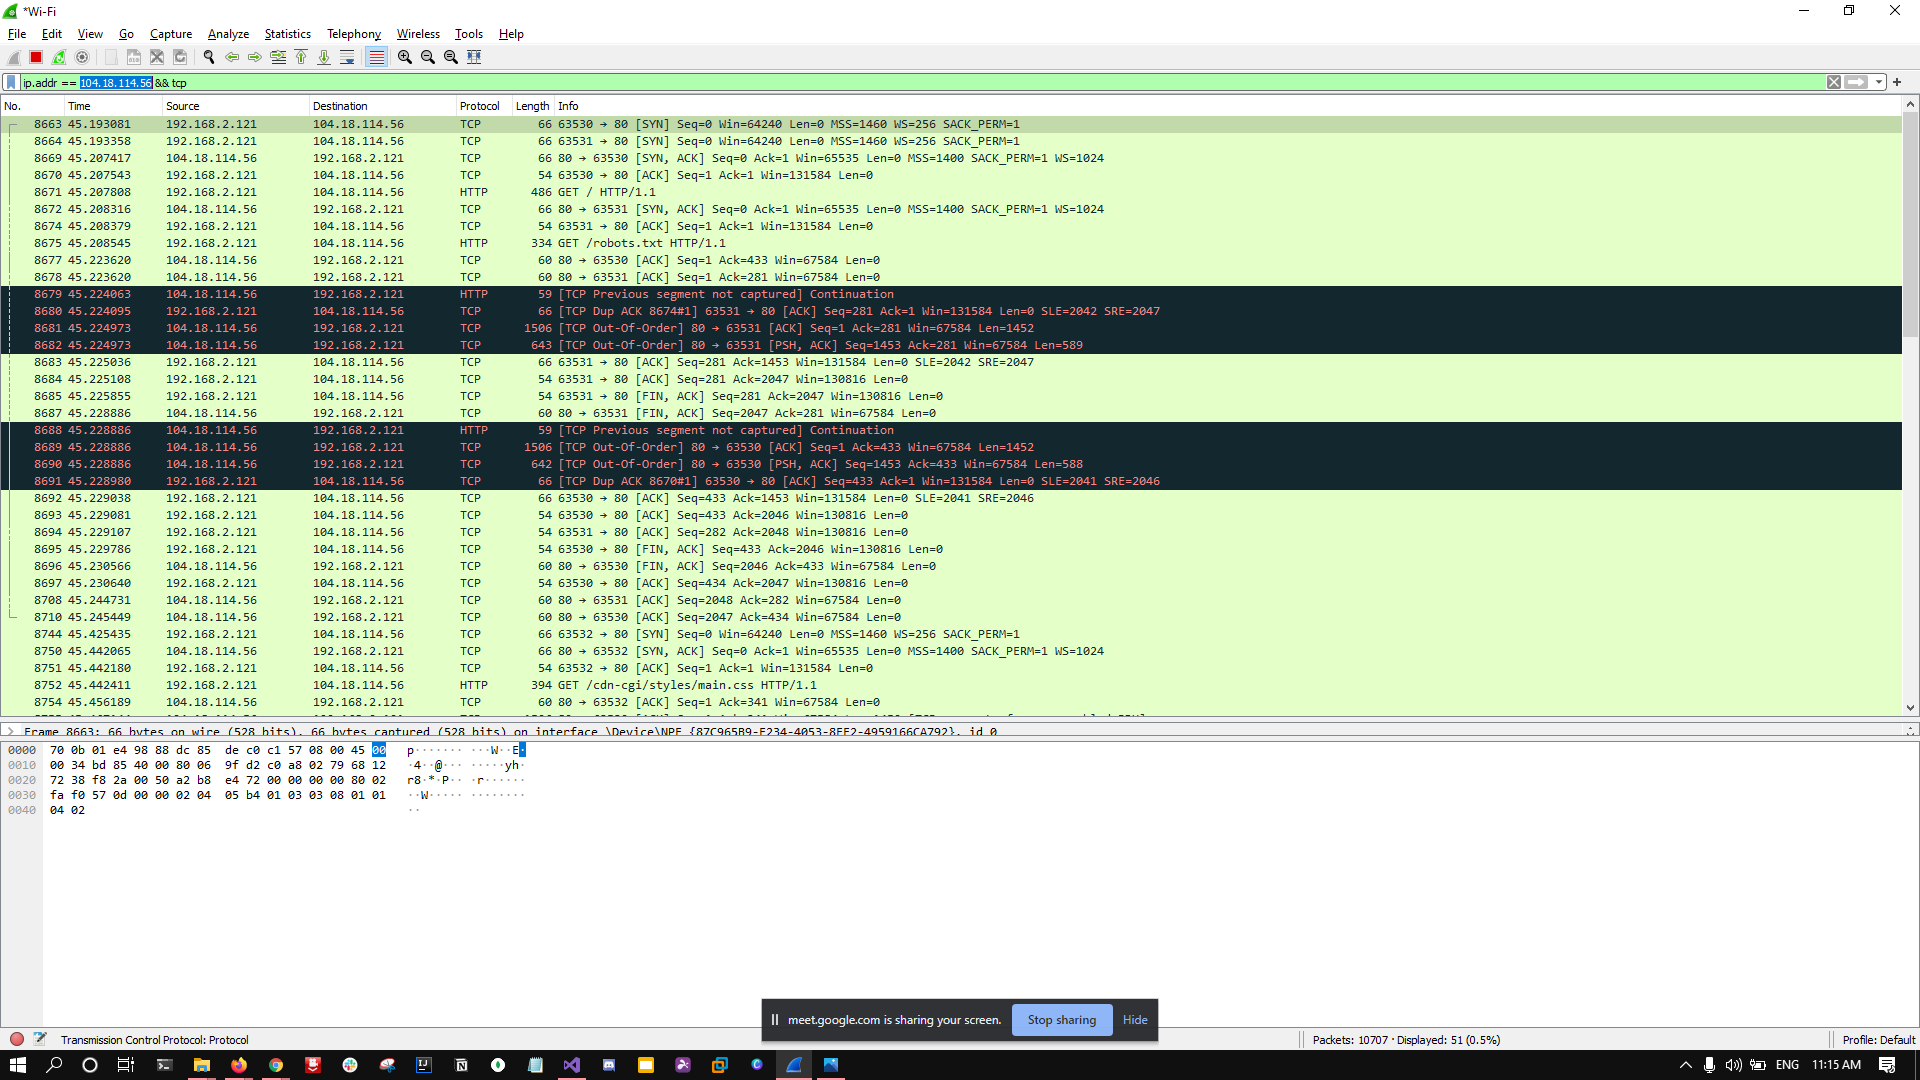 *Wi-Fi
File Edit View Go Capture Analyze Statistics Telephony Wireless Tools Help
ip.addr == 104.18.114.56 && tcp
No. Time Source Destination Protocol Length Info
8663 45.193081 192.168.2.121 104.18.114.56 TCP 66 63530 → 80 [SYN] Seq=0 Win=64240 Len=0 MSS=1460 WS=256 SACK_PERM=1
8664 45.193358 192.168.2.121 104.18.114.56 TCP 66 63531 → 80 [SYN] Seq=0 Win=64240 Len=0 MSS=1460 WS=256 SACK_PERM=1
8669 45.207417 104.18.114.56 192.168.2.121 TCP 66 80 → 63530 [SYN, ACK] Seq=0 Ack=1 Win=65535 Len=0 MSS=1400 SACK_PERM=1 WS=1024
8670 45.207543 192.168.2.121 104.18.114.56 TCP 54 63530 → 80 [ACK] Seq=1 Ack=1 Win=131584 Len=0
8671 45.207808 192.168.2.121 104.18.114.56 HTTP 486 GET / HTTP/1.1
8672 45.208316 104.18.114.56 192.168.2.121 TCP 66 80 → 63531 [SYN, ACK] Seq=0 Ack=1 Win=65535 Len=0 MSS=1400 SACK_PERM=1 WS=1024
8674 45.208379 192.168.2.121 104.18.114.56 TCP 54 63531 → 80 [ACK] Seq=1 Ack=1 Win=131584 Len=0
8675 45.208545 192.168.2.121 104.18.114.56 HTTP 334 GET /robots.txt HTTP/1.1
8677 45.223620 104.18.114.56 192.168.2.121 TCP 60 80 → 63530 [ACK] Seq=1 Ack=433 Win=67584 Len=0
8678 45.223620 104.18.114.56 192.168.2.121 TCP 60 80 → 63531 [ACK] Seq=1 Ack=281 Win=67584 Len=0
8679 45.224063 104.18.114.56 192.168.2.121 HTTP 59 [TCP Previous segment not captured] Continuation
8680 45.224095 192.168.2.121 104.18.114.56 TCP 66 [TCP Dup ACK 8674#1] 63531 → 80 [ACK] Seq=281 Ack=1 Win=131584 Len=0 SLE=2042 SRE=2047
8681 45.224973 104.18.114.56 192.168.2.121 TCP 1506 [TCP Out-Of-Order] 80 → 63531 [ACK] Seq=1 Ack=281 Win=67584 Len=1452
8682 45.224973 104.18.114.56 192.168.2.121 TCP 643 [TCP Out-Of-Order] 80 → 63531 [PSH, ACK] Seq=1453 Ack=281 Win=67584 Len=589
8683 45.225036 192.168.2.121 104.18.114.56 TCP 66 63531 → 80 [ACK] Seq=281 Ack=1453 Win=131584 Len=0 SLE=2042 SRE=2047
8684 45.225108 192.168.2.121 104.18.114.56 TCP 54 63531 → 80 [ACK] Seq=281 Ack=2047 Win=130816 Len=0
8685 45.225855 192.168.2.121 104.18.114.56 TCP 54 63531 → 80 [FIN, ACK] Seq=281 Ack=2047 Win=130816 Len=0
8687 45.228886 104.18.114.56 192.168.2.121 TCP 60 80 → 63531 [FIN, ACK] Seq=2047 Ack=281 Win=67584 Len=0
8688 45.228886 104.18.114.56 192.168.2.121 HTTP 59 [TCP Previous segment not captured] Continuation
8689 45.228886 104.18.114.56 192.168.2.121 TCP 1506 [TCP Out-Of-Order] 80 → 63530 [ACK] Seq=1 Ack=433 Win=67584 Len=1452
8690 45.228886 104.18.114.56 192.168.2.121 TCP 642 [TCP Out-Of-Order] 80 → 63530 [PSH, ACK] Seq=1453 Ack=433 Win=67584 Len=588
8691 45.228980 192.168.2.121 104.18.114.56 TCP 66 [TCP Dup ACK 8670#1] 63530 → 80 [ACK] Seq=433 Ack=1 Win=131584 Len=0 SLE=2041 SRE=2046
8692 45.229038 192.168.2.121 104.18.114.56 TCP 66 63530 → 80 [ACK] Seq=433 Ack=1453 Win=131584 Len=0 SLE=2041 SRE=2046
8693 45.229081 192.168.2.121 104.18.114.56 TCP 54 63530 → 80 [ACK] Seq=433 Ack=2046 Win=130816 Len=0
8694 45.229107 192.168.2.121 104.18.114.56 TCP 54 63531 → 80 [ACK] Seq=282 Ack=2048 Win=130816 Len=0
8695 45.229786 192.168.2.121 104.18.114.56 TCP 54 63530 → 80 [FIN, ACK] Seq=433 Ack=2046 Win=130816 Len=0
8696 45.230566 104.18.114.56 192.168.2.121 TCP 60 80 → 63530 [FIN, ACK] Seq=2046 Ack=433 Win=67584 Len=0
8697 45.230640 192.168.2.121 104.18.114.56 TCP 54 63530 → 80 [ACK] Seq=434 Ack=2047 Win=130816 Len=0
8708 45.244731 104.18.114.56 192.168.2.121 TCP 60 80 → 63531 [ACK] Seq=2048 Ack=282 Win=67584 Len=0
8710 45.245449 104.18.114.56 192.168.2.121 TCP 60 80 → 63530 [ACK] Seq=2047 Ack=434 Win=67584 Len=0
8744 45.425435 192.168.2.121 104.18.114.56 TCP 66 63532 → 80 [SYN] Seq=0 Win=64240 Len=0 MSS=1460 WS=256 SACK_PERM=1
8750 45.442065 104.18.114.56 192.168.2.121 TCP 66 80 → 63532 [SYN, ACK] Seq=0 Ack=1 Win=65535 Len=0 MSS=1400 SACK_PERM=1 WS=1024
8751 45.442180 192.168.2.121 104.18.114.56 TCP 54 63532 → 80 [ACK] Seq=1 Ack=1 Win=131584 Len=0
8752 45.442411 192.168.2.121 104.18.114.56 HTTP 394 GET /cdn-cgi/styles/main.css HTTP/1.1
8754 45.456189 104.18.114.56 192.168.2.121 TCP 60 80 → 63532 [ACK] Seq=1 Ack=341 Win=67584 Len=0
Frame 8663: 66 bytes on wire (528 bits), 66 bytes captured (528 bits) on interface \Device\NPF_{87C965B9-F234-4053-8FF2-4959166CA792}, id 0
0000 70 0b 01 e4 98 88 dc 85 de c0 c1 57 08 00 45 00 p······· ···W··E·
0010 00 34 bd 85 40 00 80 06 9f d2 c0 a8 02 79 68 12 ·4··@··· ·····yh·
0020 72 38 f8 2a 00 50 a2 b8 e4 72 00 00 00 00 80 02 r8·*·P·· ·r······
0030 fa f0 57 0d 00 00 02 04 05 b4 01 03 03 08 01 01 ··W····· ········
0040 04 02 ··
meet.google.com is sharing your screen. Stop sharing Hide
Transmission Control Protocol: Protocol Packets: 10707 · Displayed: 51 (0.5%) Profile: Default
ENG 11:15 AM